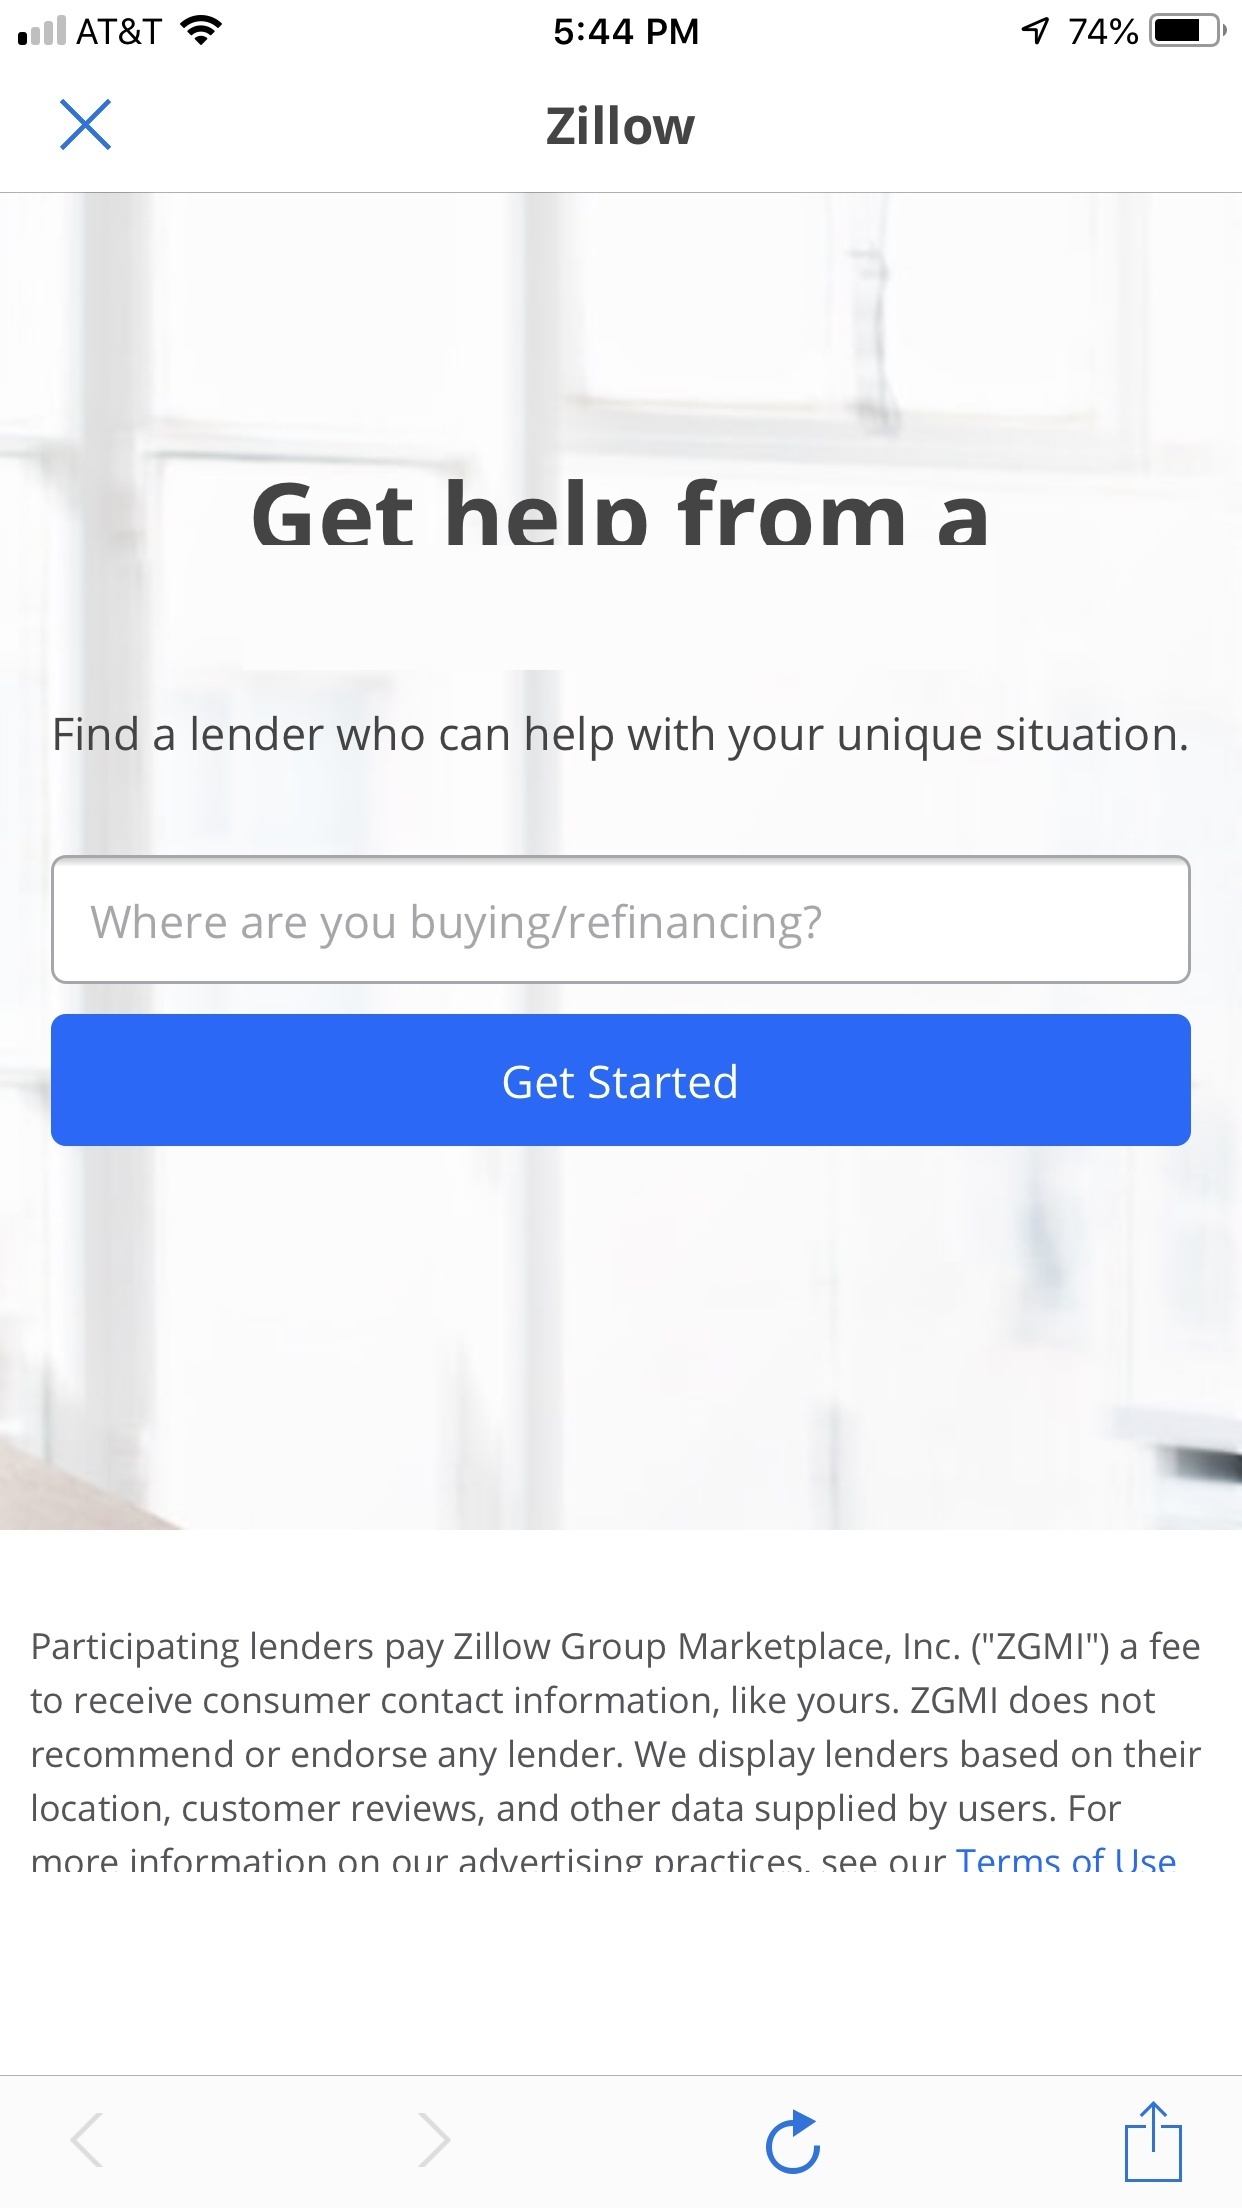 AT&T 5:44 PM 74%
Zillow
Get help from a
Find a lender who can help with your unique situation.
Where are you buying/refinancing?
Get Started
Participating lenders pay Zillow Group Marketplace, Inc. ("ZGMI") a fee
to receive consumer contact information, like yours. ZGMI does not
recommend or endorse any lender. We display lenders based on their
location, customer reviews, and other data supplied by users. For
more information on our advertising practices, see our Terms of Use